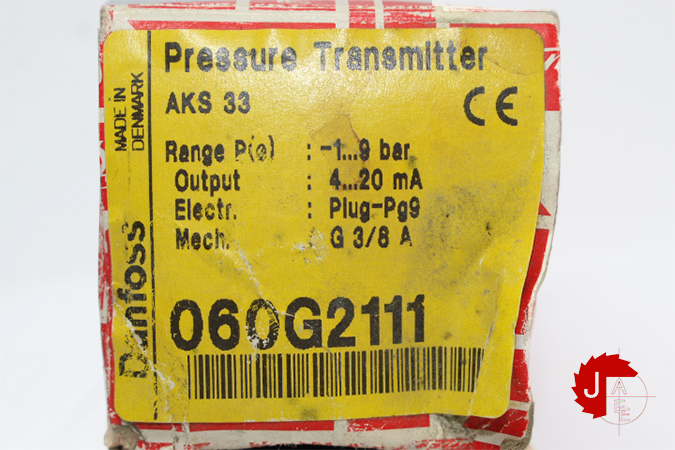 Pressure Transmitter
AKS 33
CE
Range P(e) : -1...9 bar
Output : 4...20 mA
Electr. : Plug-Pg9
Mech. : G 3/8 A
060G2111
MADE IN
DENMARK
Danfoss
J